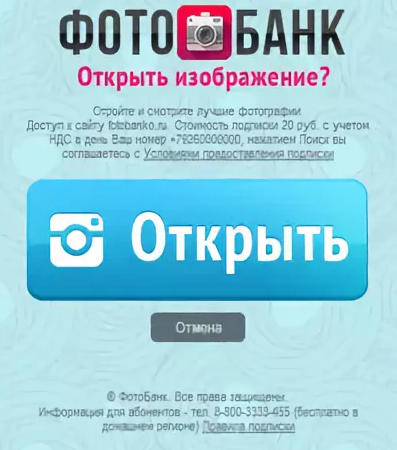 ФОТО БАНК
Открыть изображение?
Стройте и смотрите лучшие фотографии
Доступ к сайту fotobanko.ru. Стоимость подписки 20 руб. с учетом
НДС в день Ваш номер +79260000000, нажатием Поиск вы
соглашаетесь с Условиями предоставления подписки
Открыть
Отмена
© ФотоБанк. Все права защищены.
Информация для абонентов - тел. 8-800-3333-455 (бесплатно в
домашнем регионе) Правила подписки